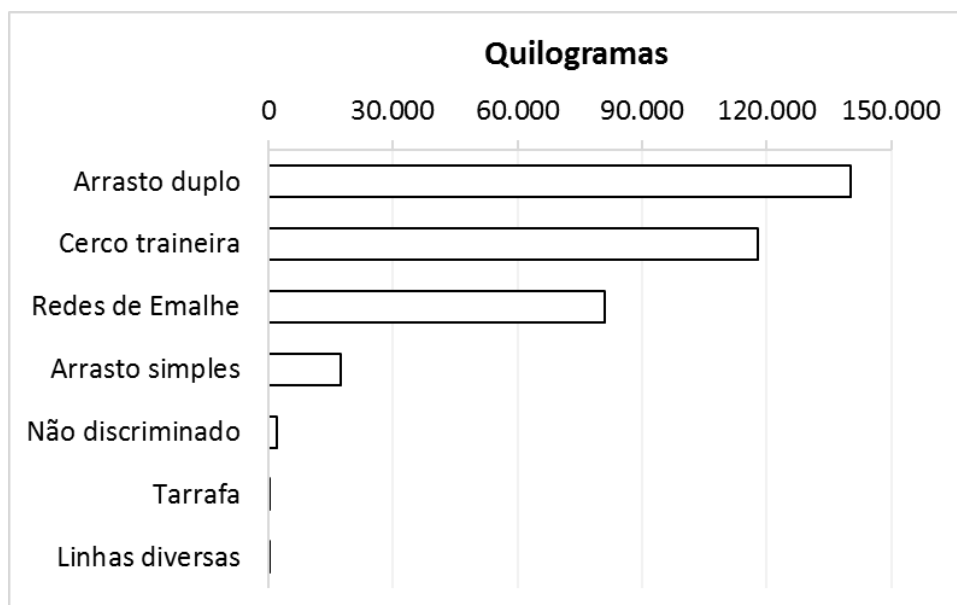 Quilogramas
0 30.000 60.000 90.000 120.000 150.000
Arrasto duplo
Cerco traineira
Redes de Emalhe
Arrasto simples
Não discriminado
Tarrafa
Linhas diversas